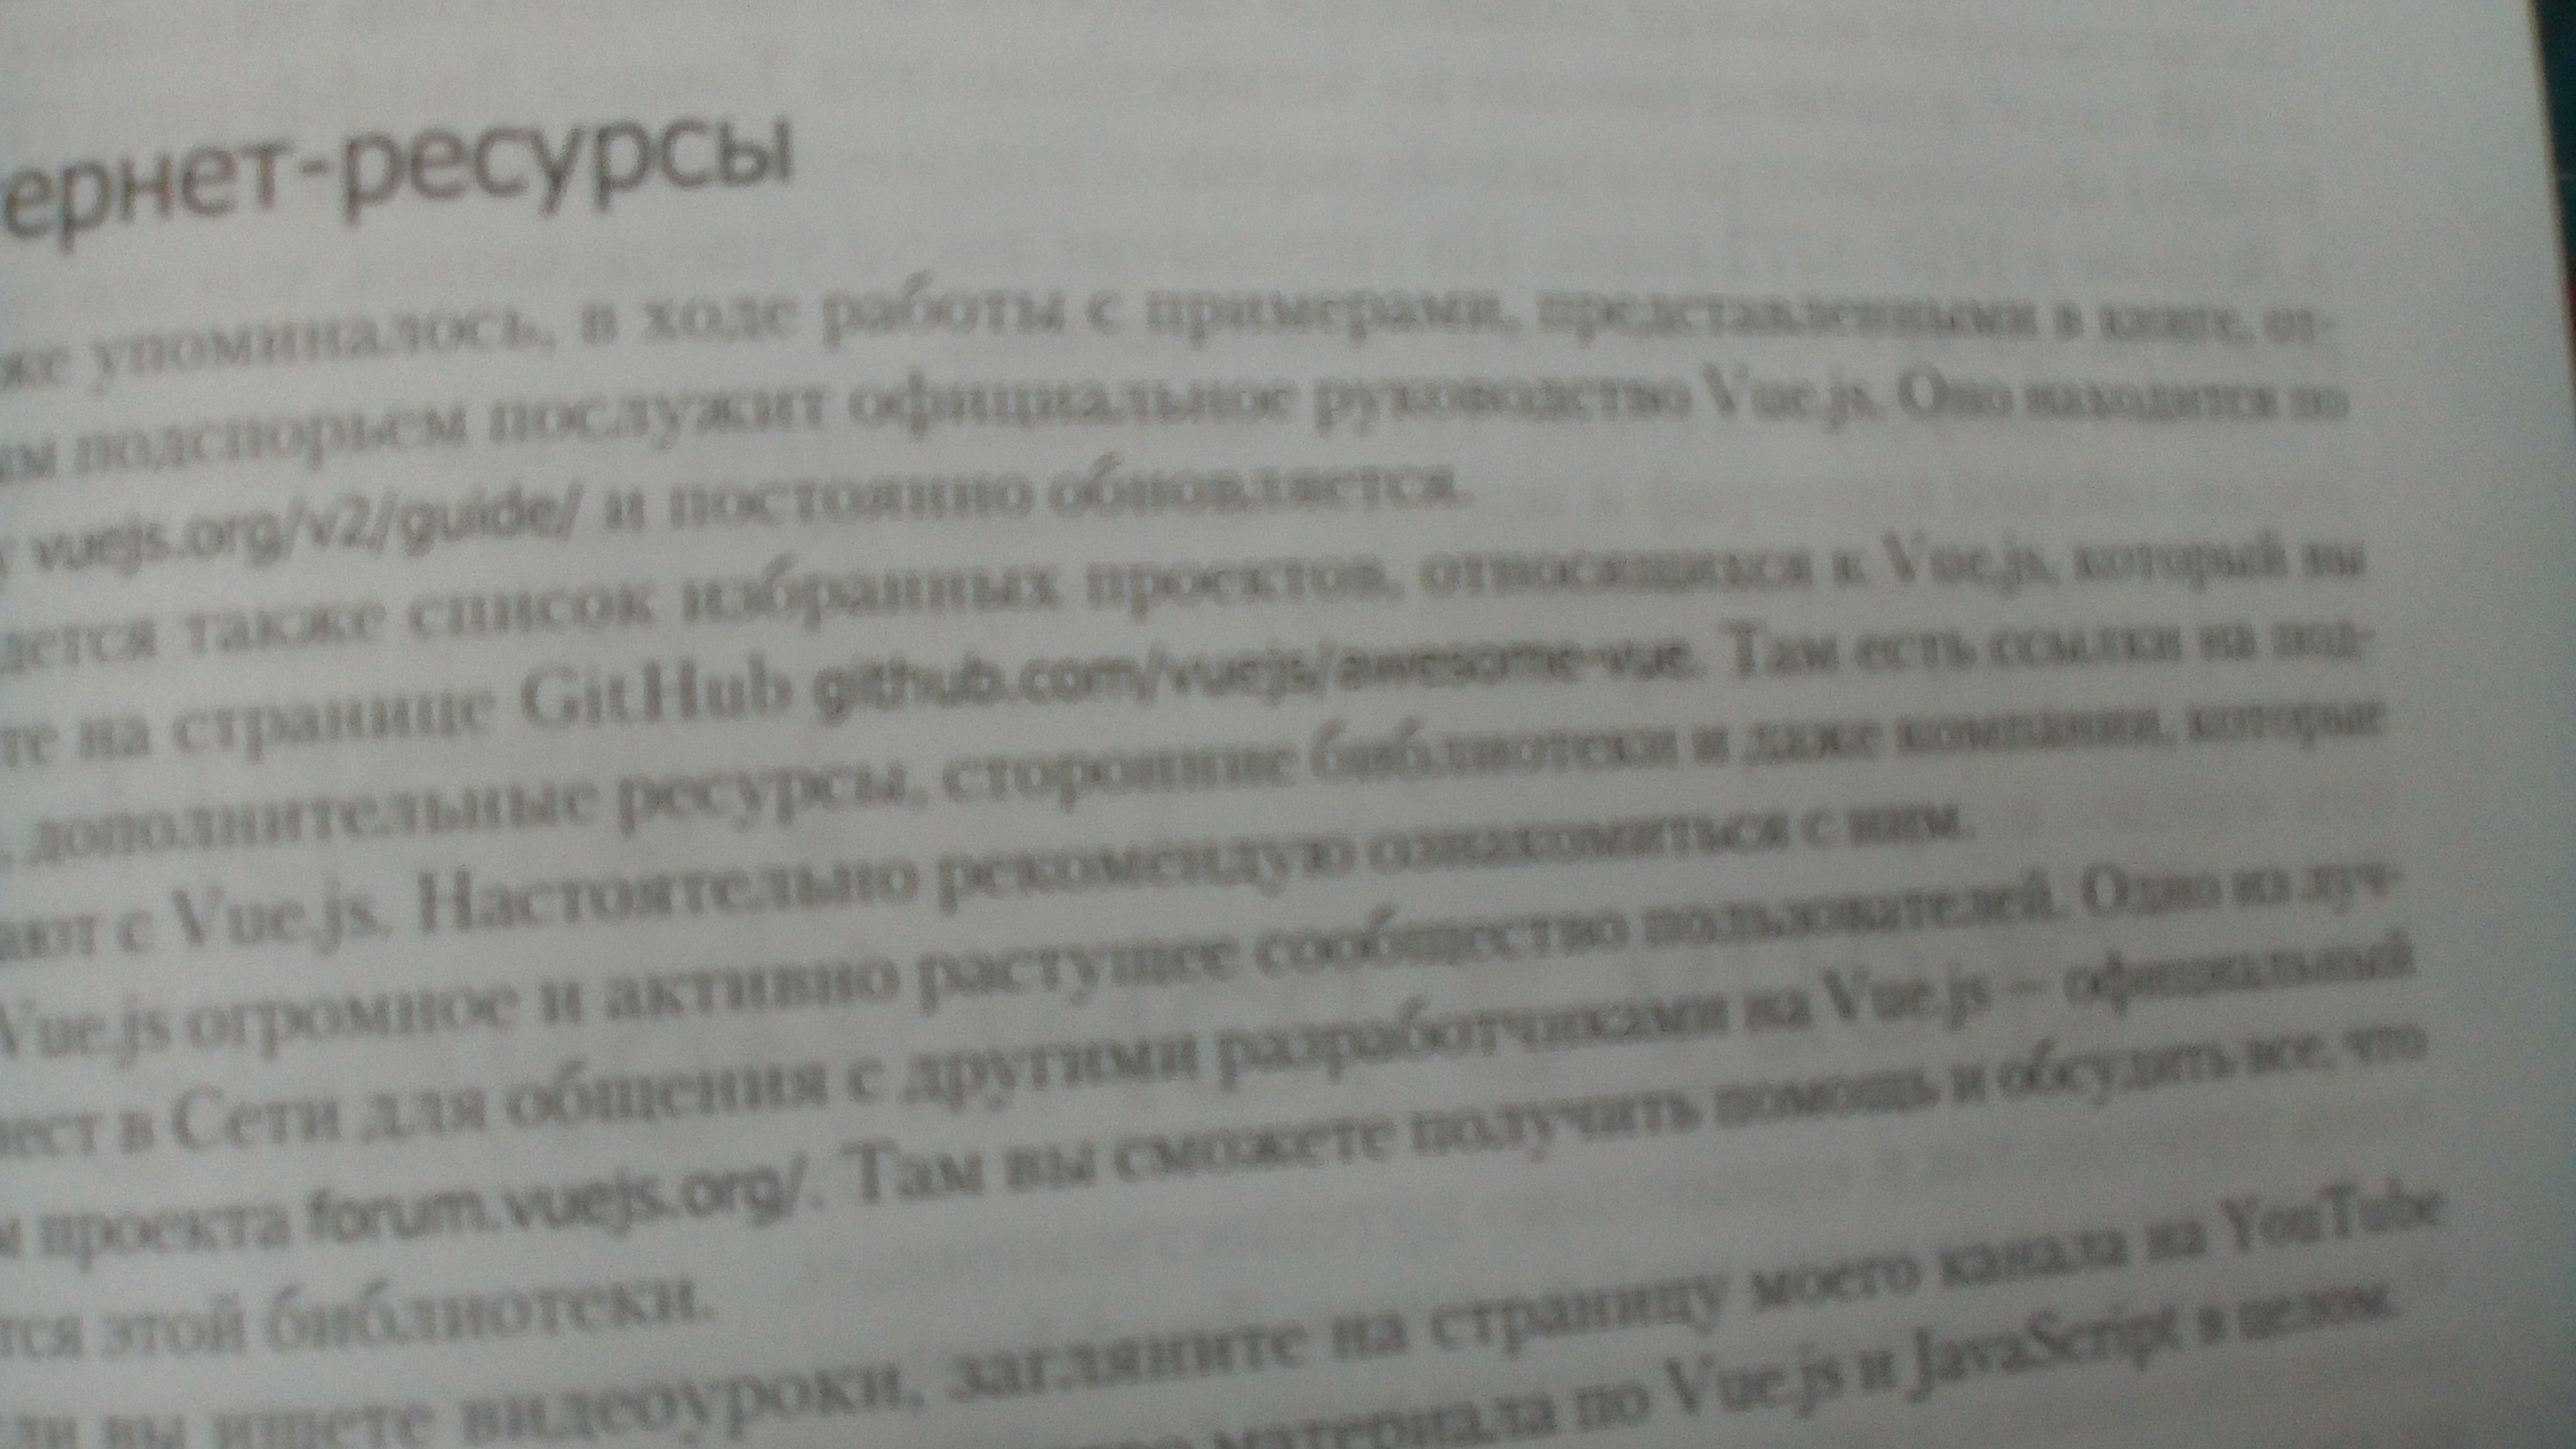 ернет-ресурсы
же упоминалось, в ходе работы с примерами, представленными в книге, от-
ым подспорьем послужит официальное руководство Vue.js. Оно находится по
у vuejs.org/v2/guide/ и постоянно обновляется.
дется также список избранных проектов, относящихся к Vue.js, который вы
те на странице GitHub github.com/vuejs/awesome-vue. Там есть ссылки на под-
, дополнительные ресурсы, сторонние библиотеки и даже компании, которые
ают с Vue.js. Настоятельно рекомендую ознакомиться с ним.
Vue.js огромное и активно растущее сообщество пользователей. Одно из луч-
мест в Сети для общения с другими разработчиками на Vue.js – официальный
м проекта forum.vuejs.org/. Там вы сможете получить помощь и обсудить все, что
тся этой библиотеки.
ли вы ищете видеоуроки, загляните на страницу моего канала на YouTube
материала по Vue.js и JavaScript в целом.